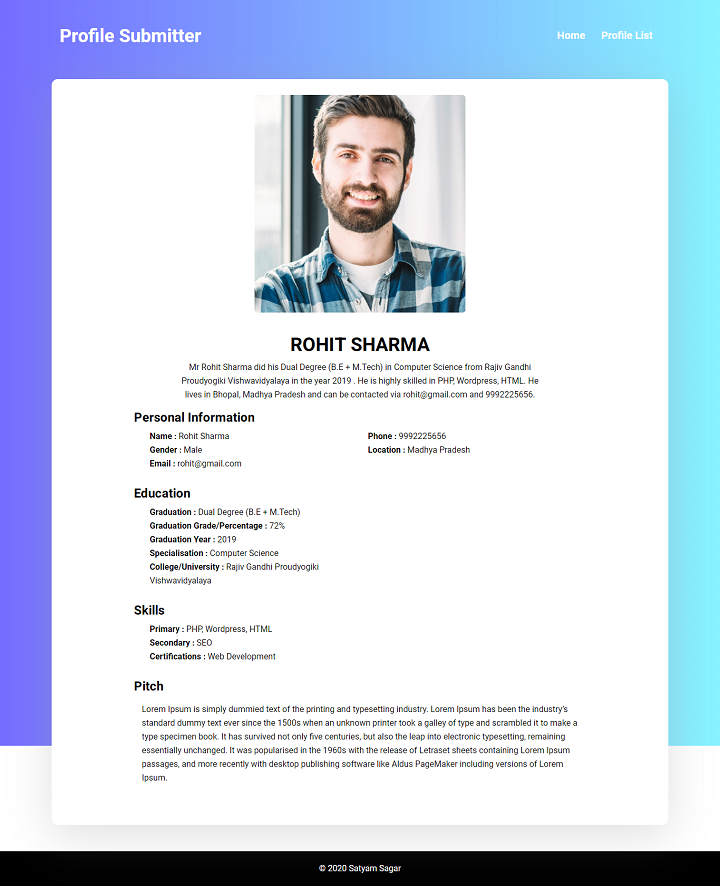 Profile Submitter
Home Profile List
ROHIT SHARMA
Mr Rohit Sharma did his Dual Degree (B.E + M.Tech) in Computer Science from Rajiv Gandhi
Proudyogiki Vishwavidyalaya in the year 2019 . He is highly skilled in PHP, Wordpress, HTML. He
lives in Bhopal, Madhya Pradesh and can be contacted via rohit@gmail.com and 9992225656.
Personal Information
Name : Rohit Sharma Phone : 9992225656
Gender : Male Location : Madhya Pradesh
Email : rohit@gmail.com
Education
Graduation : Dual Degree (B.E + M.Tech)
Graduation Grade/Percentage : 72%
Graduation Year : 2019
Specialisation : Computer Science
College/University : Rajiv Gandhi Proudyogiki
Vishwavidyalaya
Skills
Primary : PHP, Wordpress, HTML
Secondary : SEO
Certifications : Web Development
Pitch
Lorem Ipsum is simply dummied text of the printing and typesetting industry. Lorem Ipsum has been the industry's
standard dummy text ever since the 1500s when an unknown printer took a galley of type and scrambled it to make a
type specimen book. It has survived not only five centuries, but also the leap into electronic typesetting, remaining
essentially unchanged. It was popularised in the 1960s with the release of Letraset sheets containing Lorem Ipsum
passages, and more recently with desktop publishing software like Aldus PageMaker including versions of Lorem
Ipsum.
© 2020 Satyam Sagar